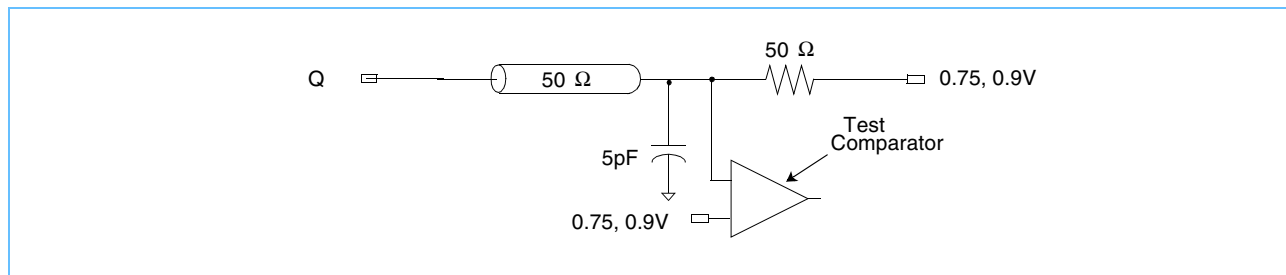 50 Ω
Q
50 Ω
0.75, 0.9V
Test
Comparator
5pF
0.75, 0.9V